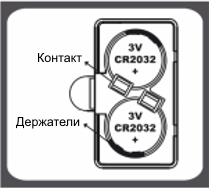 3V
CR2032
+
Контакт
Держатели
3V
CR2032
+